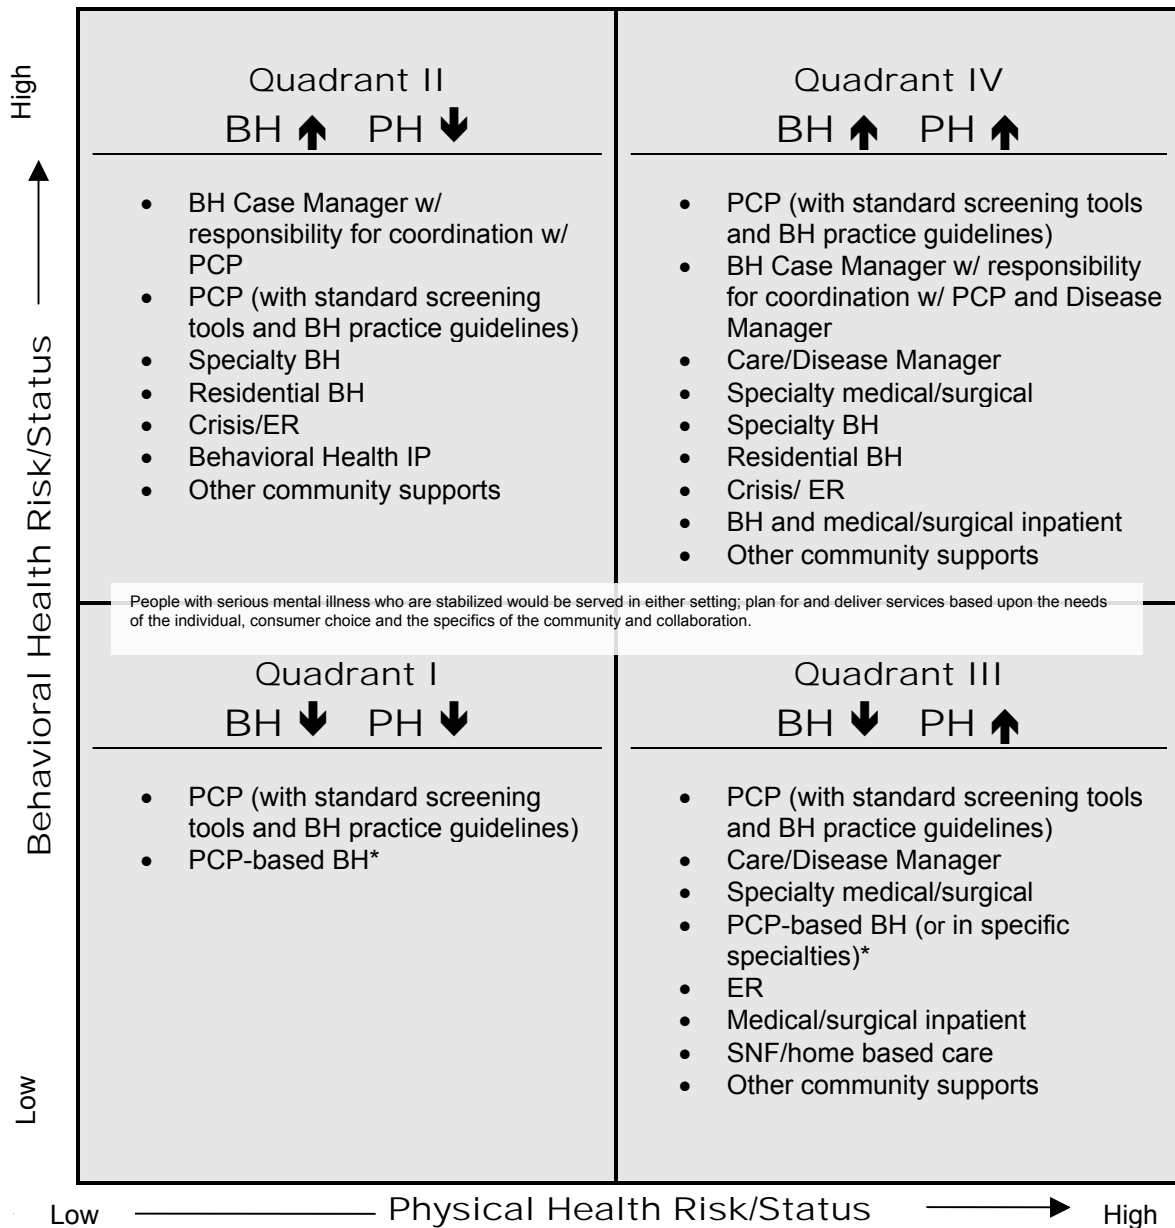 High
Behavioral Health Risk/Status
Low
Quadrant II
BH ↑ PH ↓
• BH Case Manager w/
responsibility for coordination w/
PCP
• PCP (with standard screening
tools and BH practice guidelines)
• Specialty BH
• Residential BH
• Crisis/ER
• Behavioral Health IP
• Other community supports
Quadrant IV
BH ↑ PH ↑
• PCP (with standard screening tools
and BH practice guidelines)
• BH Case Manager w/ responsibility
for coordination w/ PCP and Disease
Manager
• Care/Disease Manager
• Specialty medical/surgical
• Specialty BH
• Residential BH
• Crisis/ ER
• BH and medical/surgical inpatient
• Other community supports
People with serious mental illness who are stabilized would be served in either setting; plan for and deliver services based upon the needs
of the individual, consumer choice and the specifics of the community and collaboration.
Quadrant I
BH ↓ PH ↓
• PCP (with standard screening
tools and BH practice guidelines)
• PCP-based BH*
Quadrant III
BH ↓ PH ↑
• PCP (with standard screening tools
and BH practice guidelines)
• Care/Disease Manager
• Specialty medical/surgical
• PCP-based BH (or in specific
specialties)*
• ER
• Medical/surgical inpatient
• SNF/home based care
• Other community supports
Low Physical Health Risk/Status High